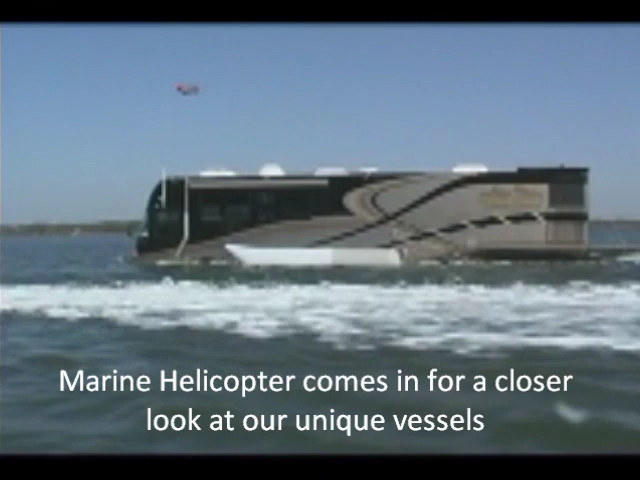 Marine Helicopter comes in for a closer
look at our unique vessels